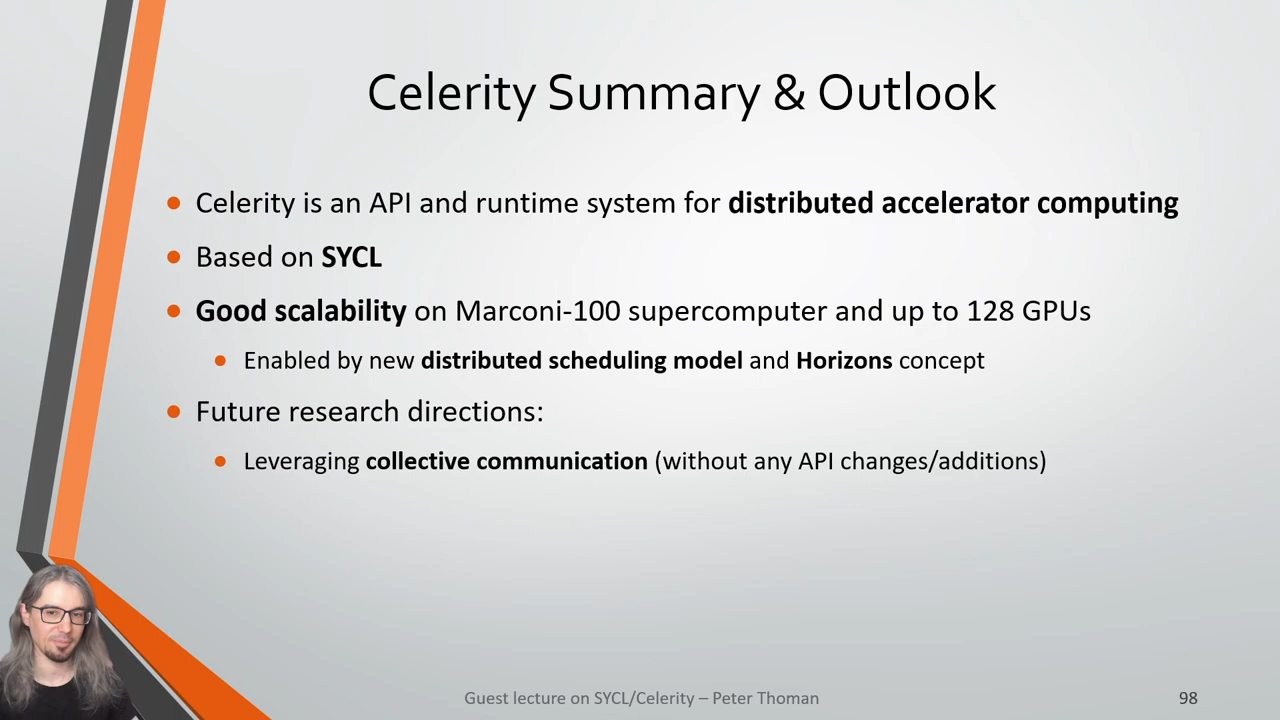 Celerity Summary & Outlook
Celerity is an API and runtime system for distributed accelerator computing
Based on SYCL
Good scalability on Marconi-100 supercomputer and up to 128 GPUs
Enabled by new distributed scheduling model and Horizons concept
Future research directions:
Leveraging collective communication (without any API changes/additions)
Guest lecture on SYCL/Celerity – Peter Thoman
98